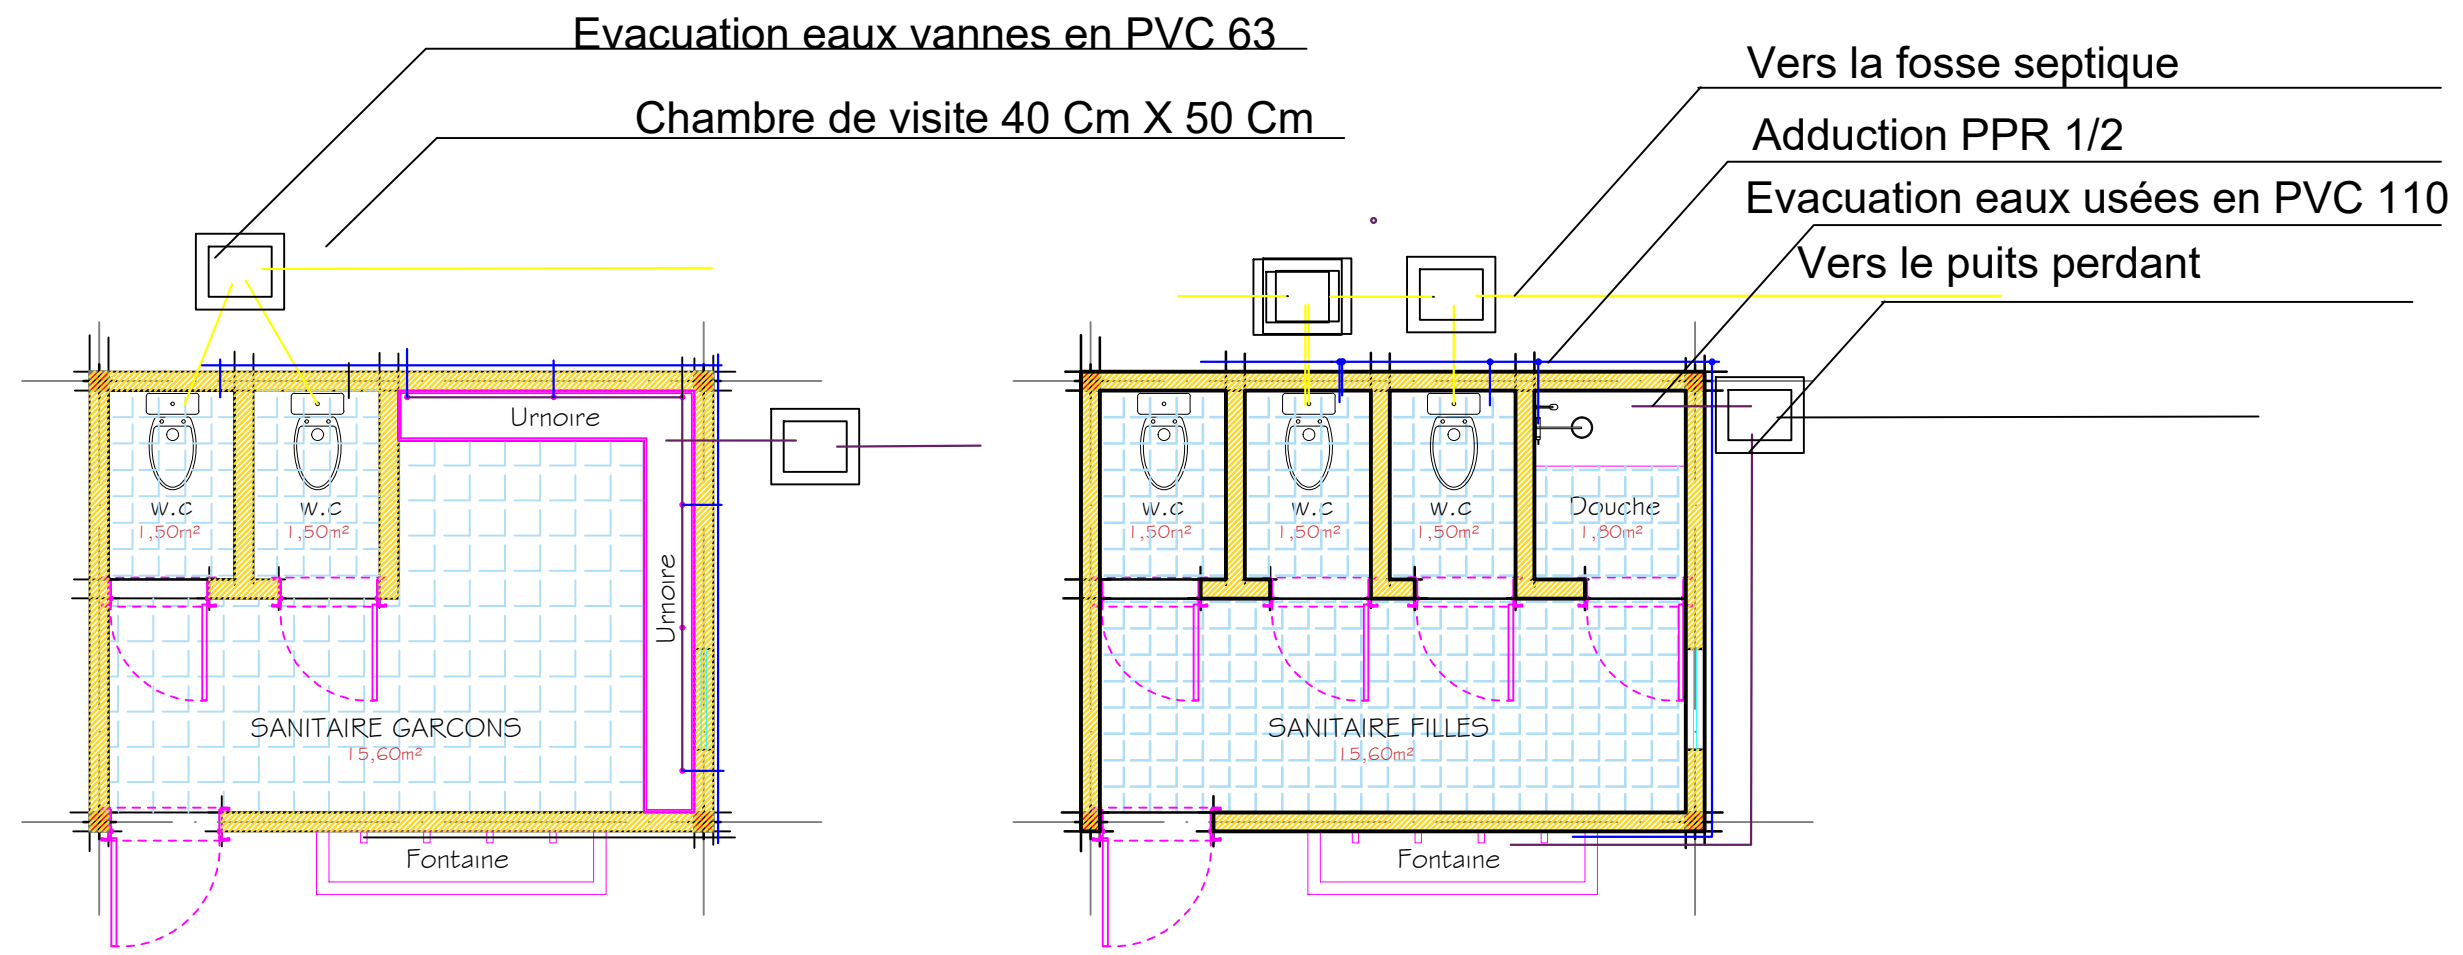 Evacuation eaux vannes en PVC 63
Chambre de visite 40 Cm X 50 Cm
Vers la fosse septique
Adduction PPR 1/2
Evacuation eaux usées en PVC 110
Vers le puits perdant
Urnoire
w.c
1,50m²
w.c
1,50m²
Urnoire
SANITAIRE GARCONS
15,60m²
Fontaine
w.c
1,50m²
w.c
1,50m²
w.c
1,50m²
Douche
1,80m²
SANITAIRE FILLES
15,60m²
Fontaine